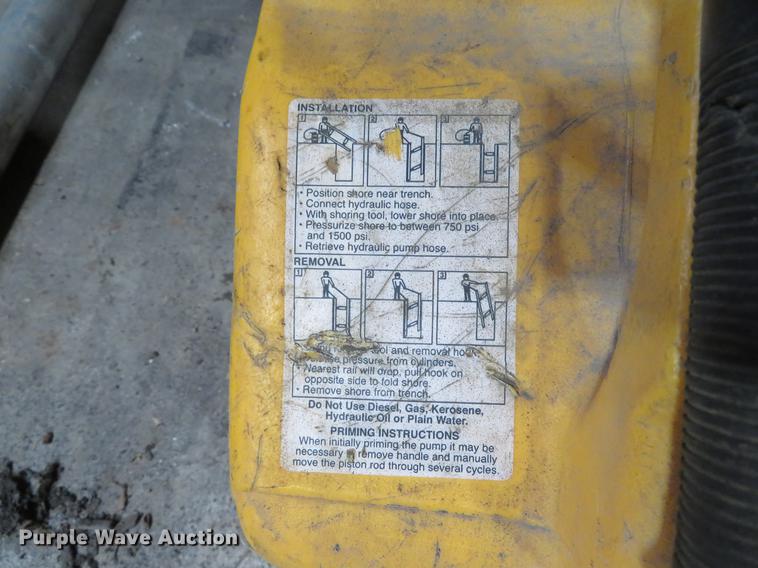 INSTALLATION
1 2 3
• Position shore near trench.
• Connect hydraulic hose.
• With shoring tool, lower shore into place.
• Pressurize shore to between 750 psi
and 1500 psi.
• Retrieve hydraulic pump hose.
REMOVAL
1 2 3
and removal hook
pressure from cylinders.
• Nearest rail will drop, pull hook on
opposite side to fold shore.
• Remove shore from trench.
Do Not Use Diesel, Gas, Kerosene,
Hydraulic Oil or Plain Water.
PRIMING INSTRUCTIONS
When initially priming the pump it may be
necessary to remove handle and manually
move the piston rod through several cycles.
Purple Wave Auction